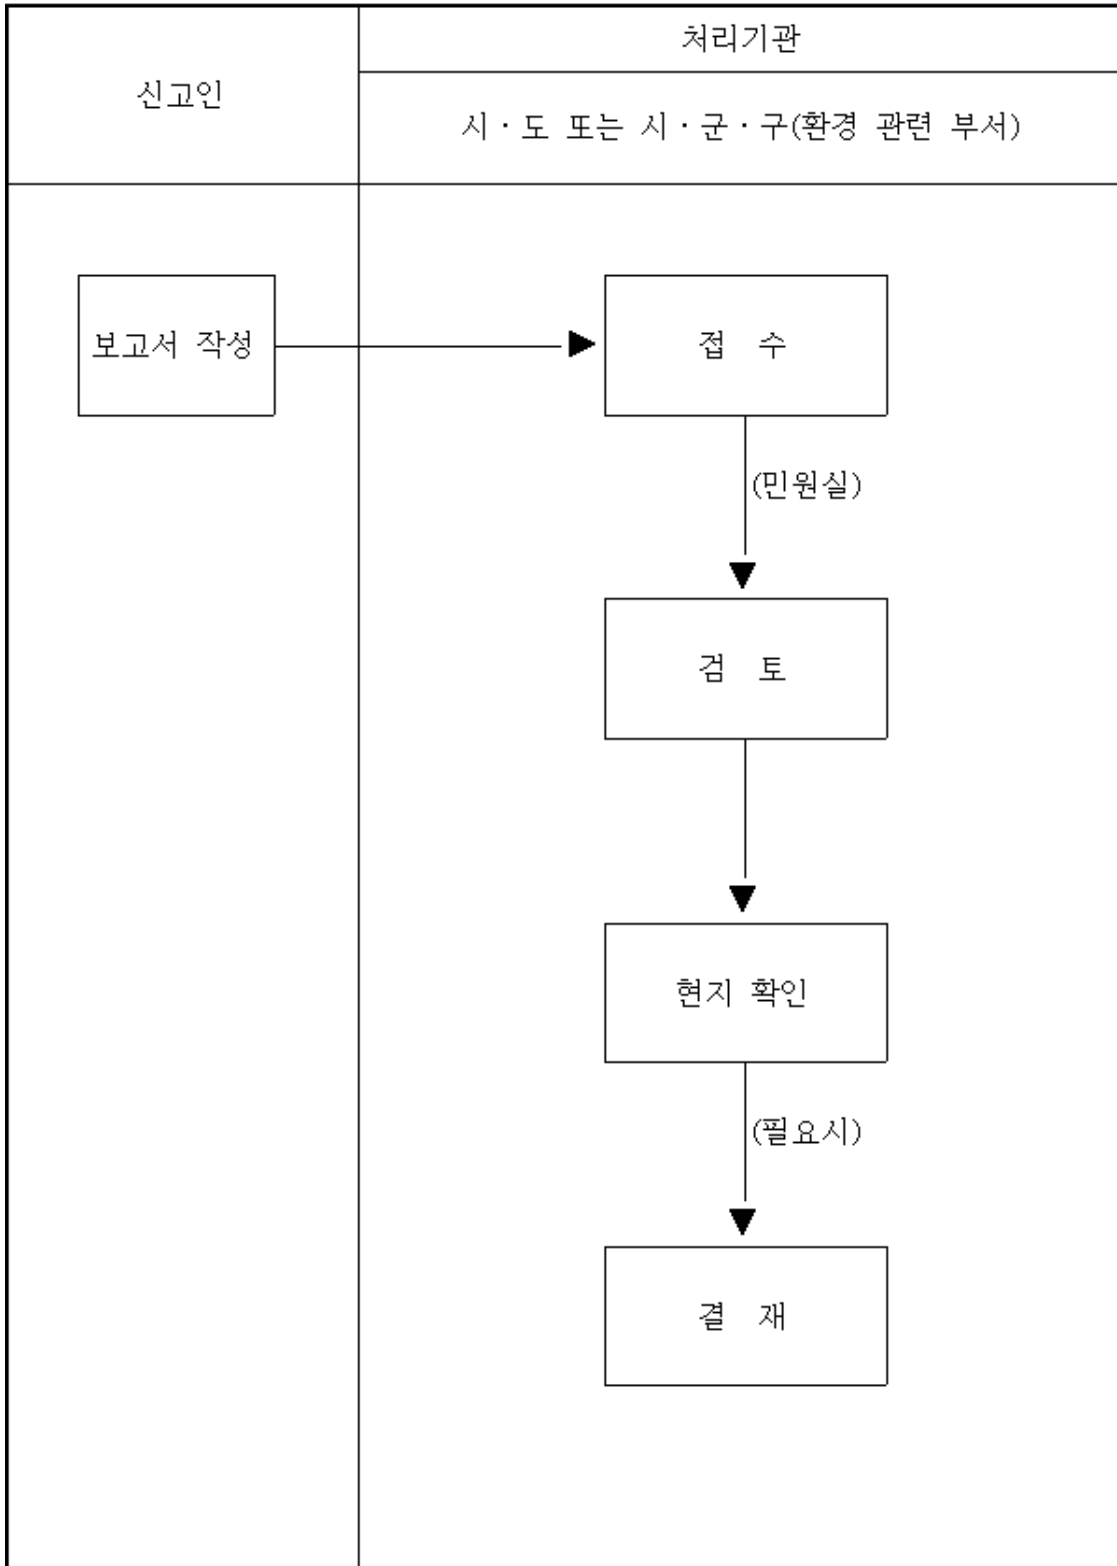 신고인
처리기관
시·도 또는 시·군·구(환경 관련 부서)
보고서 작성
접 수
(민원실)
검 토
현지 확인
(필요시)
결 재